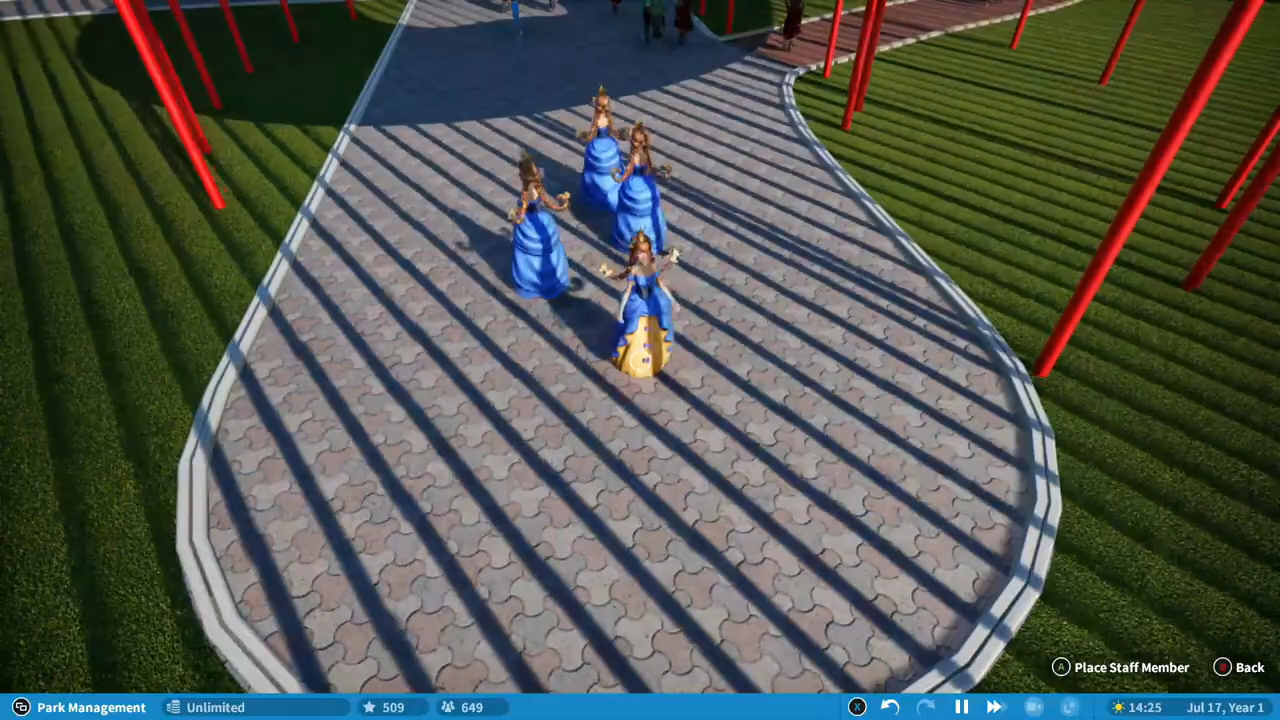 A Place Staff Member
B Back
Park Management
Unlimited
509
649
X
14:25
Jul 17, Year 1